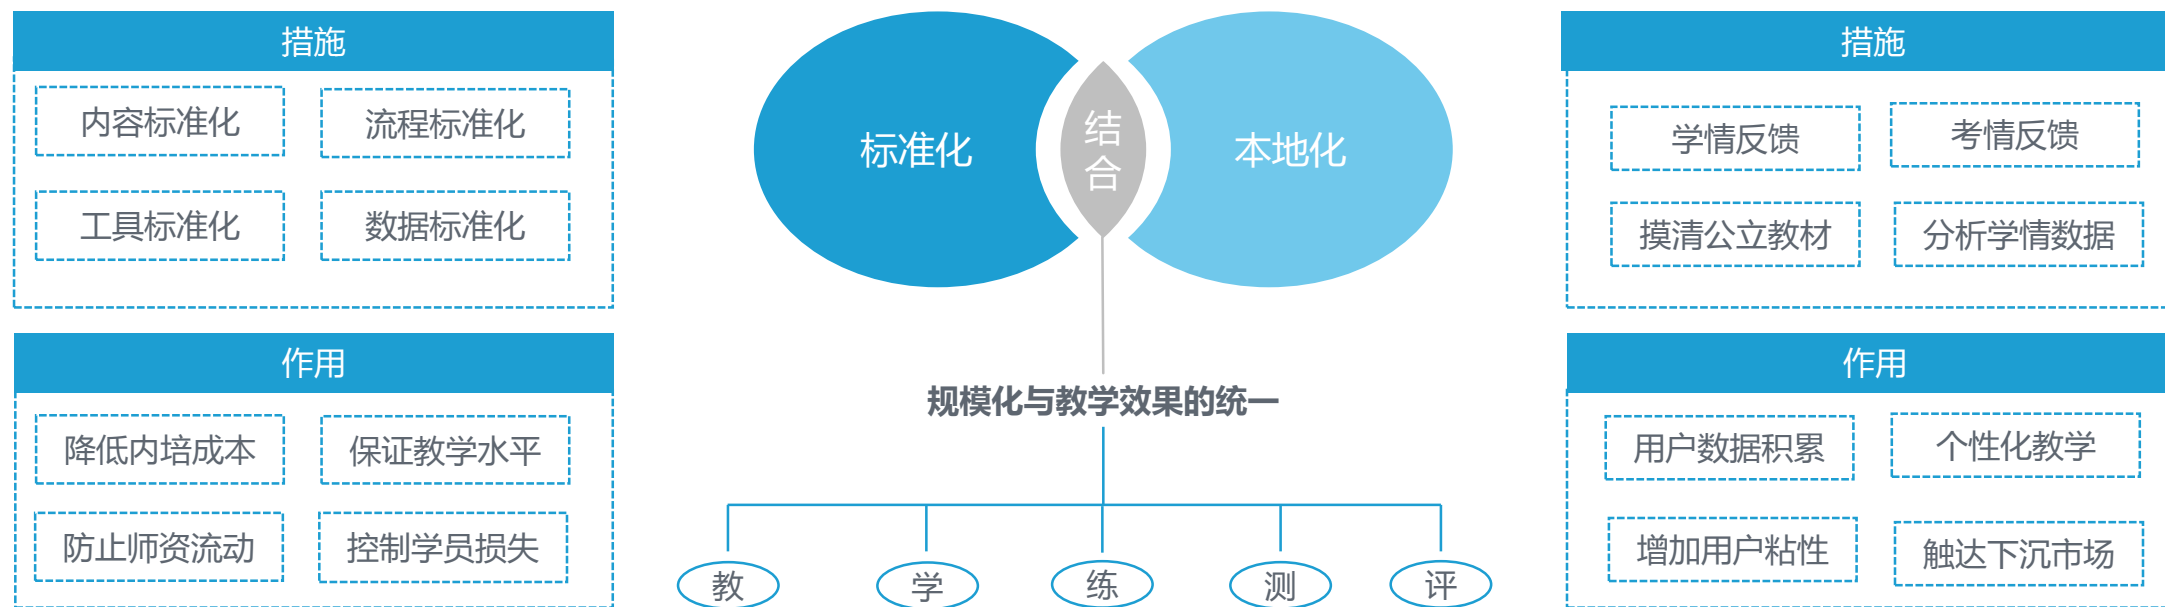 措施
内容标准化
流程标准化
工具标准化
数据标准化
作用
降低内培成本
保证教学水平
防止师资流动
控制学员损失
标准化
结
合
本地化
规模化与教学效果的统一
教
学
练
测
评
措施
学情反馈
考情反馈
摸清公立教材
分析学情数据
作用
用户数据积累
个性化教学
增加用户粘性
触达下沉市场